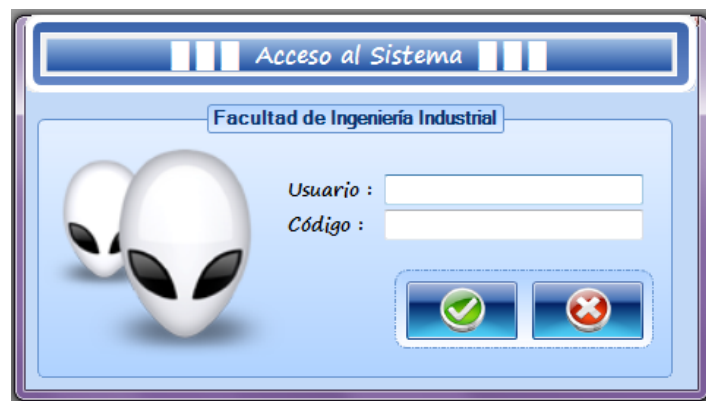 Acceso al Sistema
Facultad de Ingeniería Industrial
Usuario :
Código :